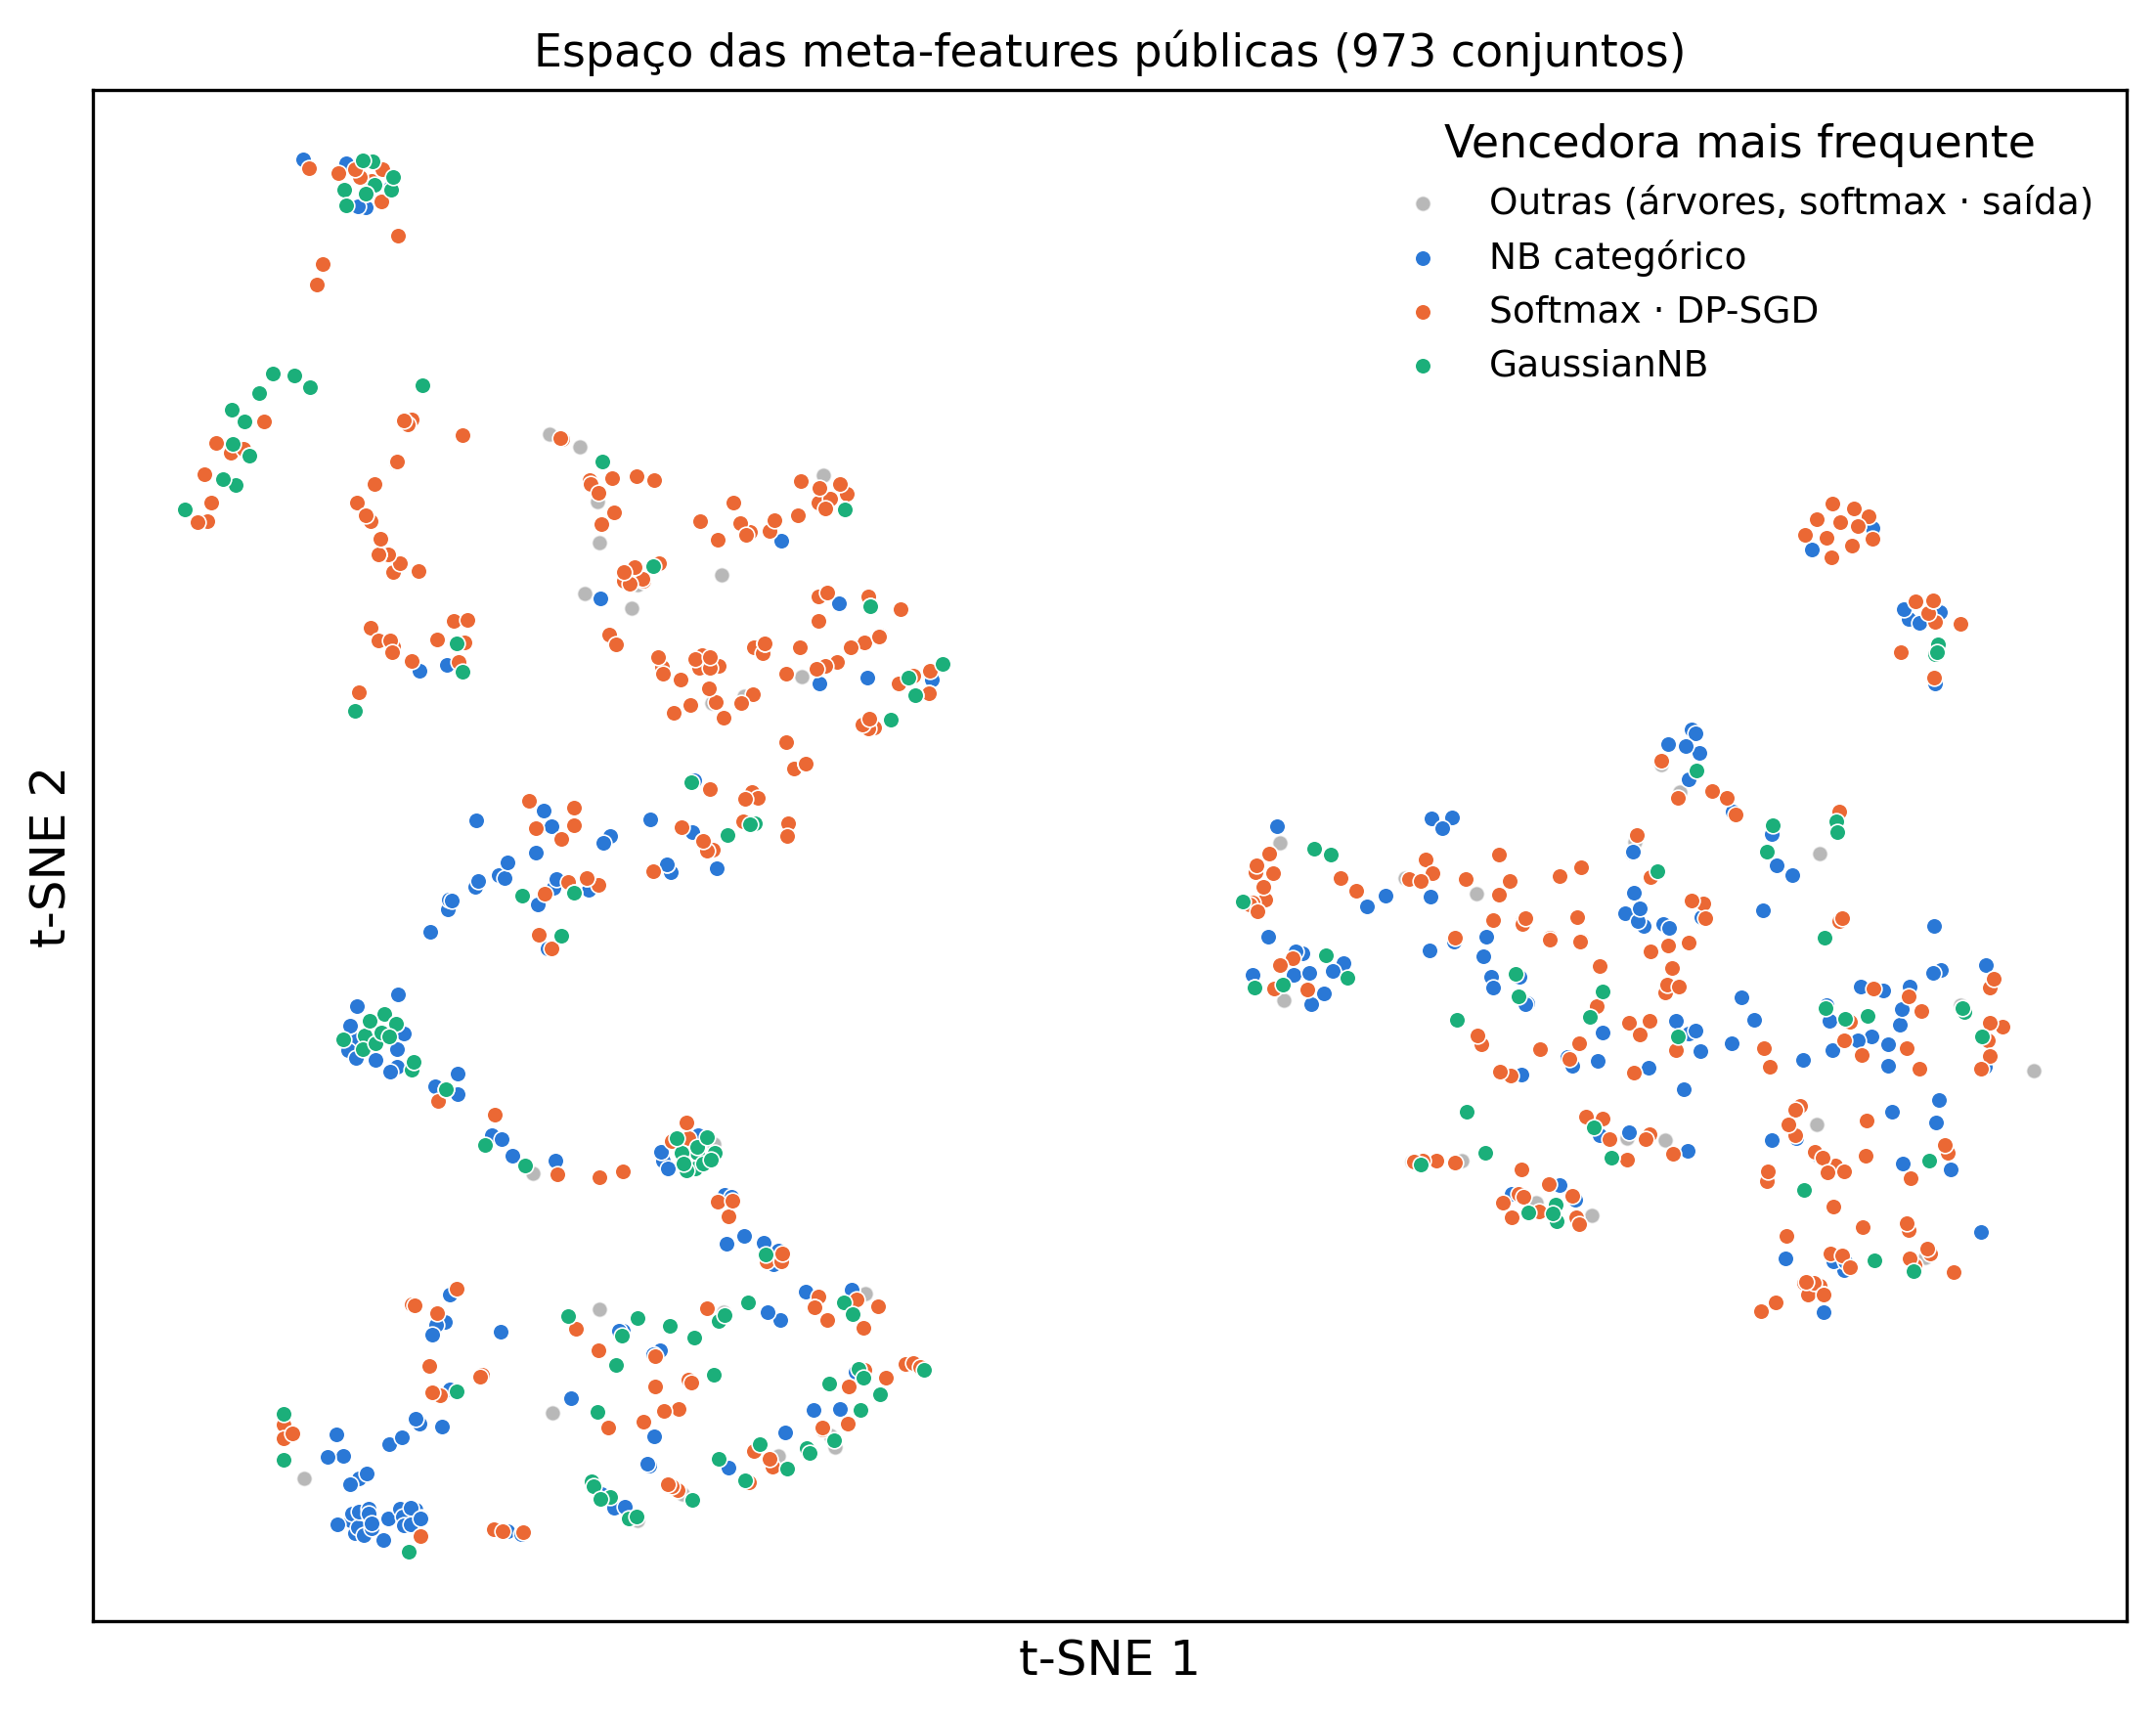 Espaço das meta-features públicas (973 conjuntos)
Vencedora mais frequente
Outras (árvores, softmax · saída)
NB categórico
Softmax · DP-SGD
GaussianNB
t-SNE 2
t-SNE 1